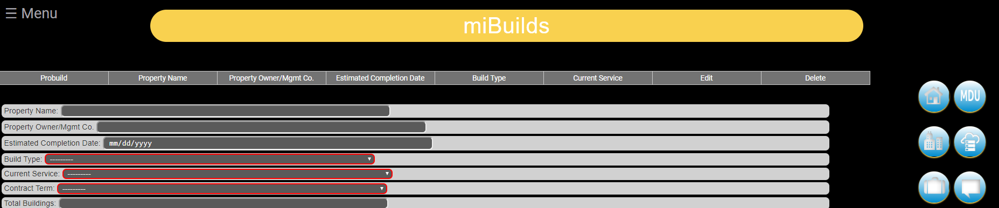 ☰ Menu
miBuilds
Probuild Property Name Property Owner/Mgmt Co. Estimated Completion Date Build Type Current Service Edit Delete
Property Name:
Property Owner/Mgmt Co.
Estimated Completion Date: mm/dd/yyyy
Build Type: ---------
Current Service: ---------
Contract Term: ---------
Total Buildings:
MDU